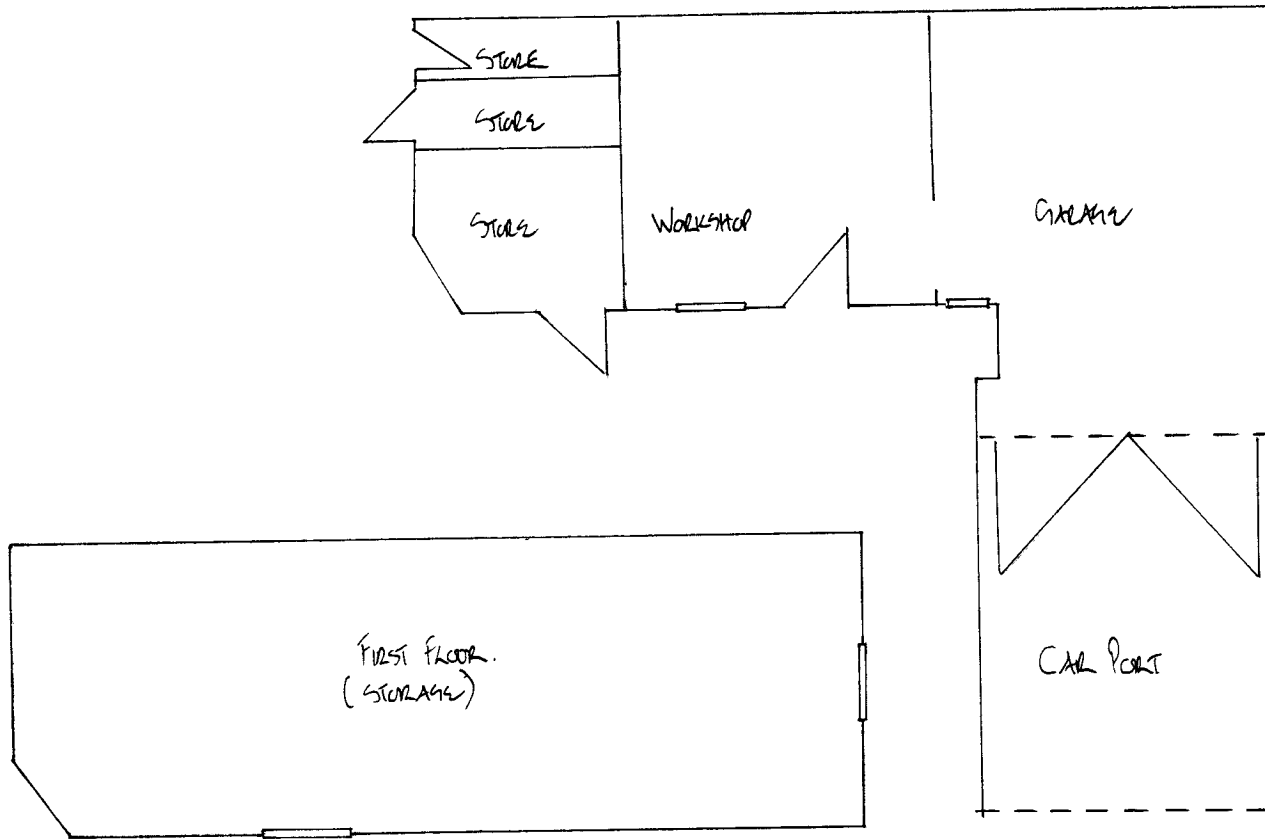 STORE
STORE
STORE
WORKSHOP
GARAGE
FIRST FLOOR.
(STORAGE)
CAR PORT